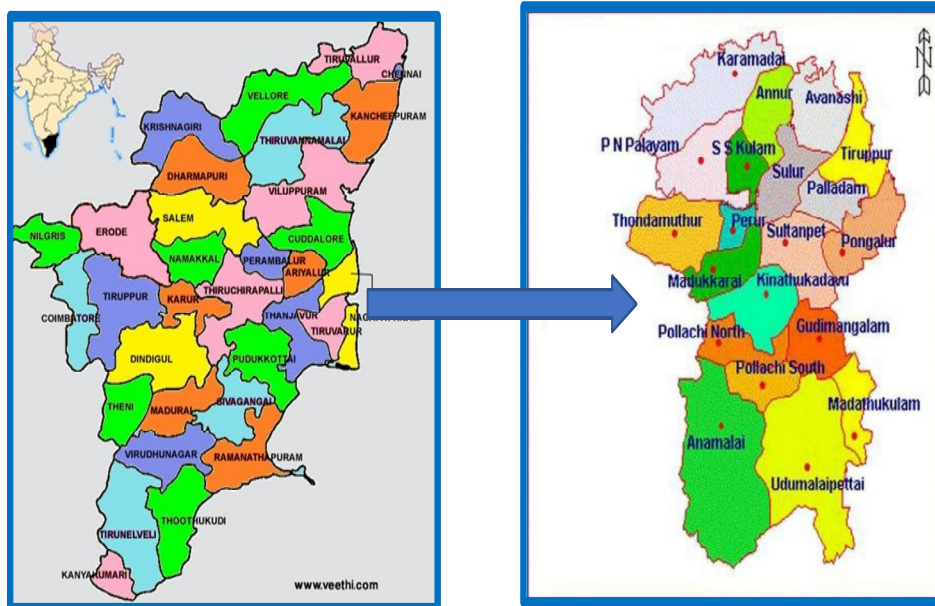 TIRUVALLUR
CHENNAI
VELLORE
KANCHEEPURAM
KRISHNAGIRI
THIRUVANNAMALAI
DHARMAPURI
VILUPPURAM
SALEM
ERODE
NILGRIS
CUDDALORE
NAMAKKAL
PERAMBALUR
ARIYALUR
THIRUCHIRAPALLI
TIRUPPUR
KARUR
COIMBATORE
THANJAVUR
TIRUVARUR
DINDIGUL
PUDUKKOTTAI
THENI
MADURAI
SIVAGANGAI
VIRUDHUNAGAR
RAMANATHAPURAM
THOOTHUKUDI
TIRUNELVELI
KANYAKUMARI
www.veethi.com
Karamadai
N
Annur
Avanashi
P N Palayam
S S Kulam
Sulur
Tiruppur
Palladam
Thondamuthur
Perur
Sultanpet
Pongalur
Madukkarai
Kinathukadavu
Pollachi North
Gudimangalam
Pollachi South
Madathukulam
Anamalai
Udumalaipettai